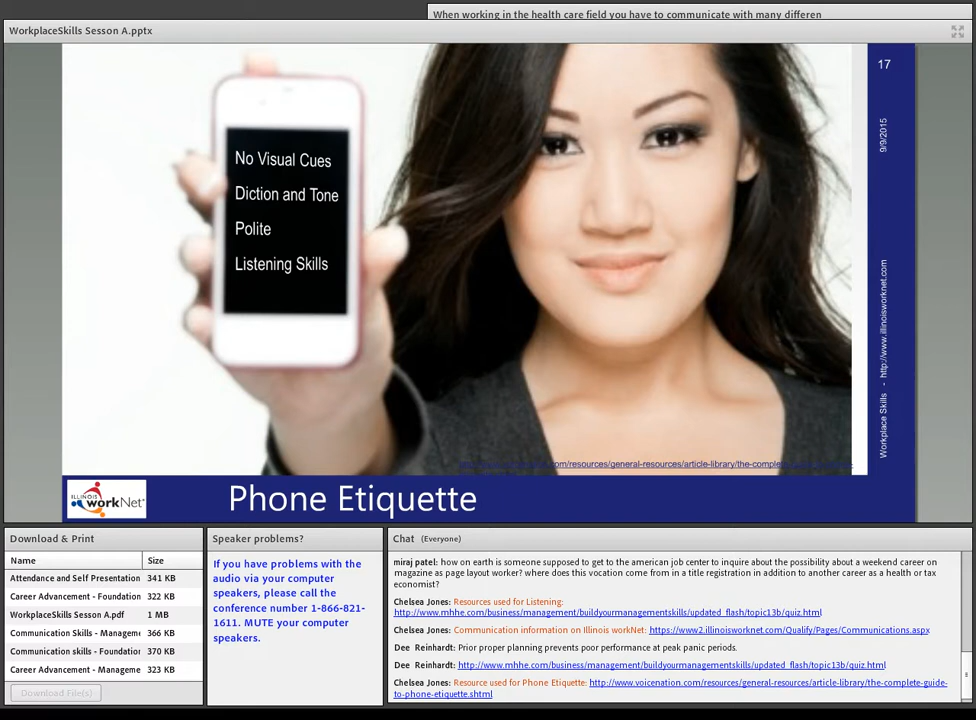 When working in the health care field you have to communicate with many differen
WorkplaceSkills Sesson A.pptx
17
9/9/2015
Workplace Skills - http://www.illinoisworknet.com/
No Visual Cues
Diction and Tone
Polite
Listening Skills
.com/resources/general-resources/article-library/the-complete-
ILLINOIS
workNet
Phone Etiquette
Download & Print
Name Size
Attendance and Self Presentation 341 KB
Career Advancement - Foundation 322 KB
WorkplaceSkills Sesson A.pdf 1 MB
Communication Skills - Manageme 366 KB
Communication skills - Foundation 370 KB
Career Advancement - Manageme 323 KB
Download File(s)
Speaker problems?
If you have problems with the
audio via your computer
speakers, please call the
conference number 1-866-821-
1611. MUTE your computer
speakers.
Chat (Everyone)
miraj patel: how on earth is someone supposed to get to the american job center to inquire about the possibility about a weekend career on
magazine as page layout worker? where does this vocation come from in a title registration in addition to another career as a health or tax
economist?
Chelsea Jones: Resources used for Listening:
http://www.mhhe.com/business/management/buildyourmanagementskills/updated_flash/topic13b/quiz.html
Chelsea Jones: Communication information on Illinois workNet: https://www2.illinoisworknet.com/Qualify/Pages/Communications.aspx
Dee Reinhardt: Prior proper planning prevents poor performance at peak panic periods.
Dee Reinhardt: http://www.mhhe.com/business/management/buildyourmanagementskills/updated_flash/topic13b/quiz.html
Chelsea Jones: Resource used for Phone Etiquette: http://www.voicenation.com/resources/general-resources/article-library/the-complete-guide-
to-phone-etiquette.shtml